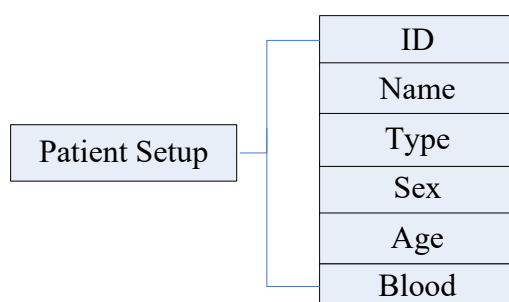 ID
Name
Type
Patient Setup
Sex
Age
Blood